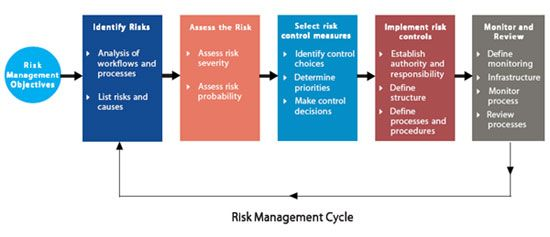 Risk
Management
Objectives
Identify Risks
Analysis of
workflows and
processes
List risks and
causes
Assess the Risk
Assess risk
severity
Assess risk
probability
Select risk
control measures
Identify control
choices
Determine
priorities
Make control
decisions
Implement risk
controls
Establish
authority and
responsibility
Define
structure
Define
processes and
procedures
Monitor and
Review
Define
monitoring
Infrastructure
Monitor
process
Review
processes
Risk Management Cycle